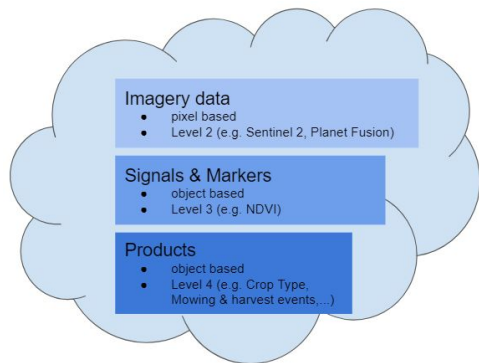 Imagery data
● pixel based
● Level 2 (e.g. Sentinel 2, Planet Fusion)
Signals & Markers
● object based
● Level 3 (e.g. NDVI)
Products
● object based
● Level 4 (e.g. Crop Type,
Mowing & harvest events,...)